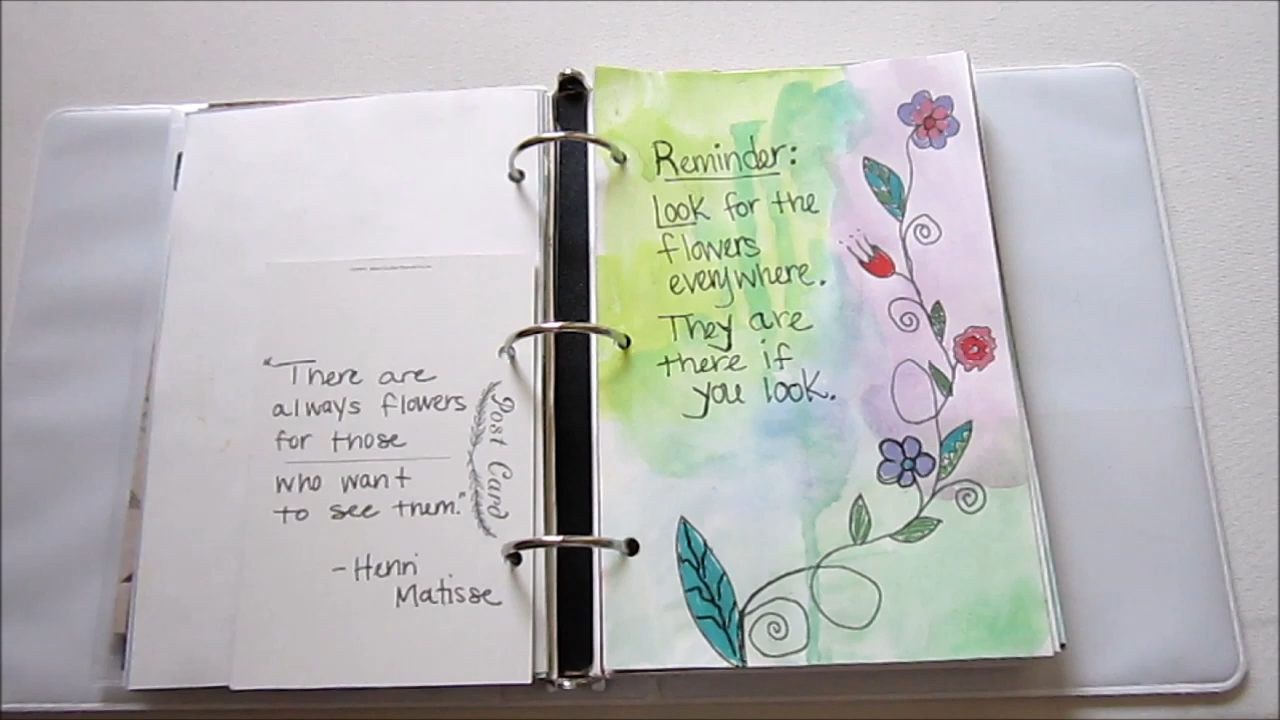 "There are
always flowers
for those
who want
to see them."
-Henri
Matisse
Post Card
Reminder:
Look for the
flowers
everywhere.
They are
there if
you look.